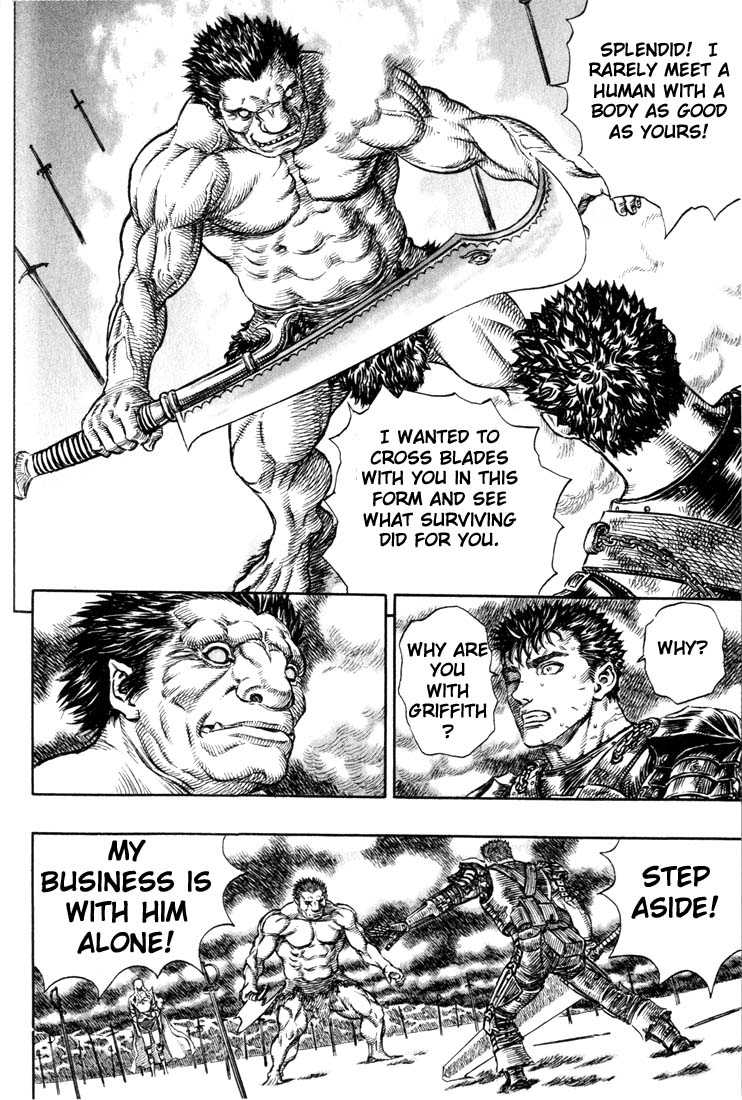 SPLENDID! I
RARELY MEET A
HUMAN WITH A
BODY AS GOOD
AS YOURS!
I WANTED TO
CROSS BLADES
WITH YOU IN THIS
FORM AND SEE
WHAT SURVIVING
DID FOR YOU.
WHY?
WHY ARE
YOU
WITH
GRIFFITH
?
STEP
ASIDE!
MY
BUSINESS IS
WITH HIM
ALONE!